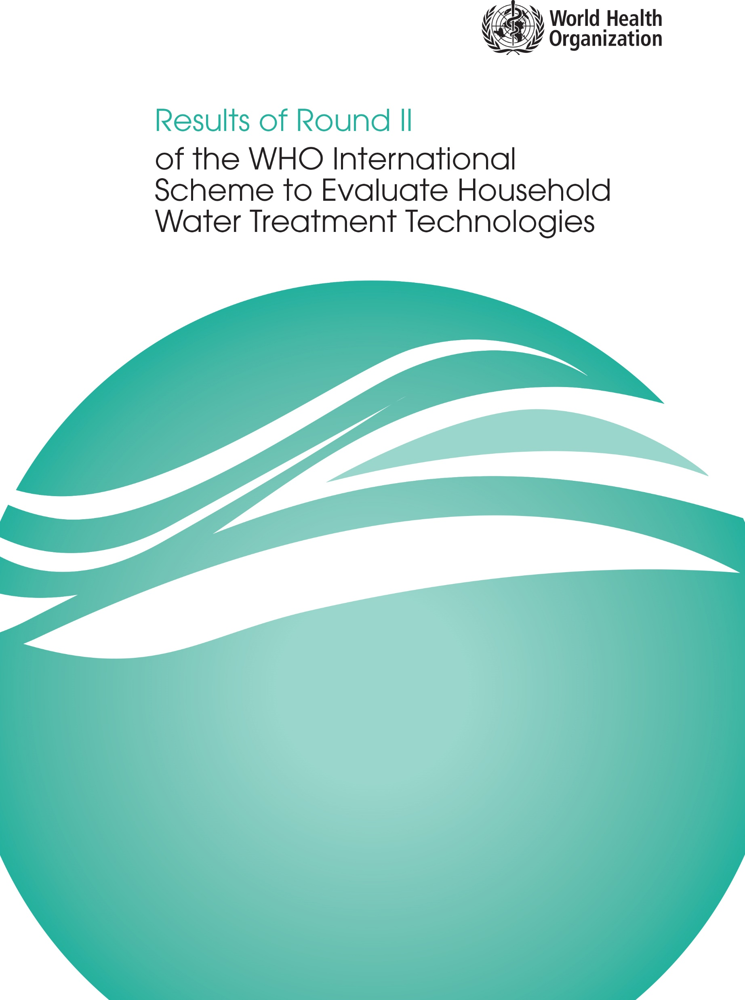 World Health
Organization
Results of Round II
of the WHO International
Scheme to Evaluate Household
Water Treatment Technologies